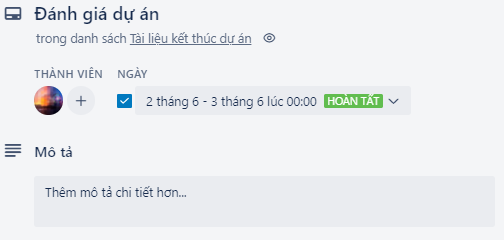 Đánh giá dự án
trong danh sách Tài liệu kết thúc dự án
THÀNH VIÊN NGÀY
2 tháng 6 - 3 tháng 6 lúc 00:00 HOÀN TẤT
Mô tả
Thêm mô tả chi tiết hơn...